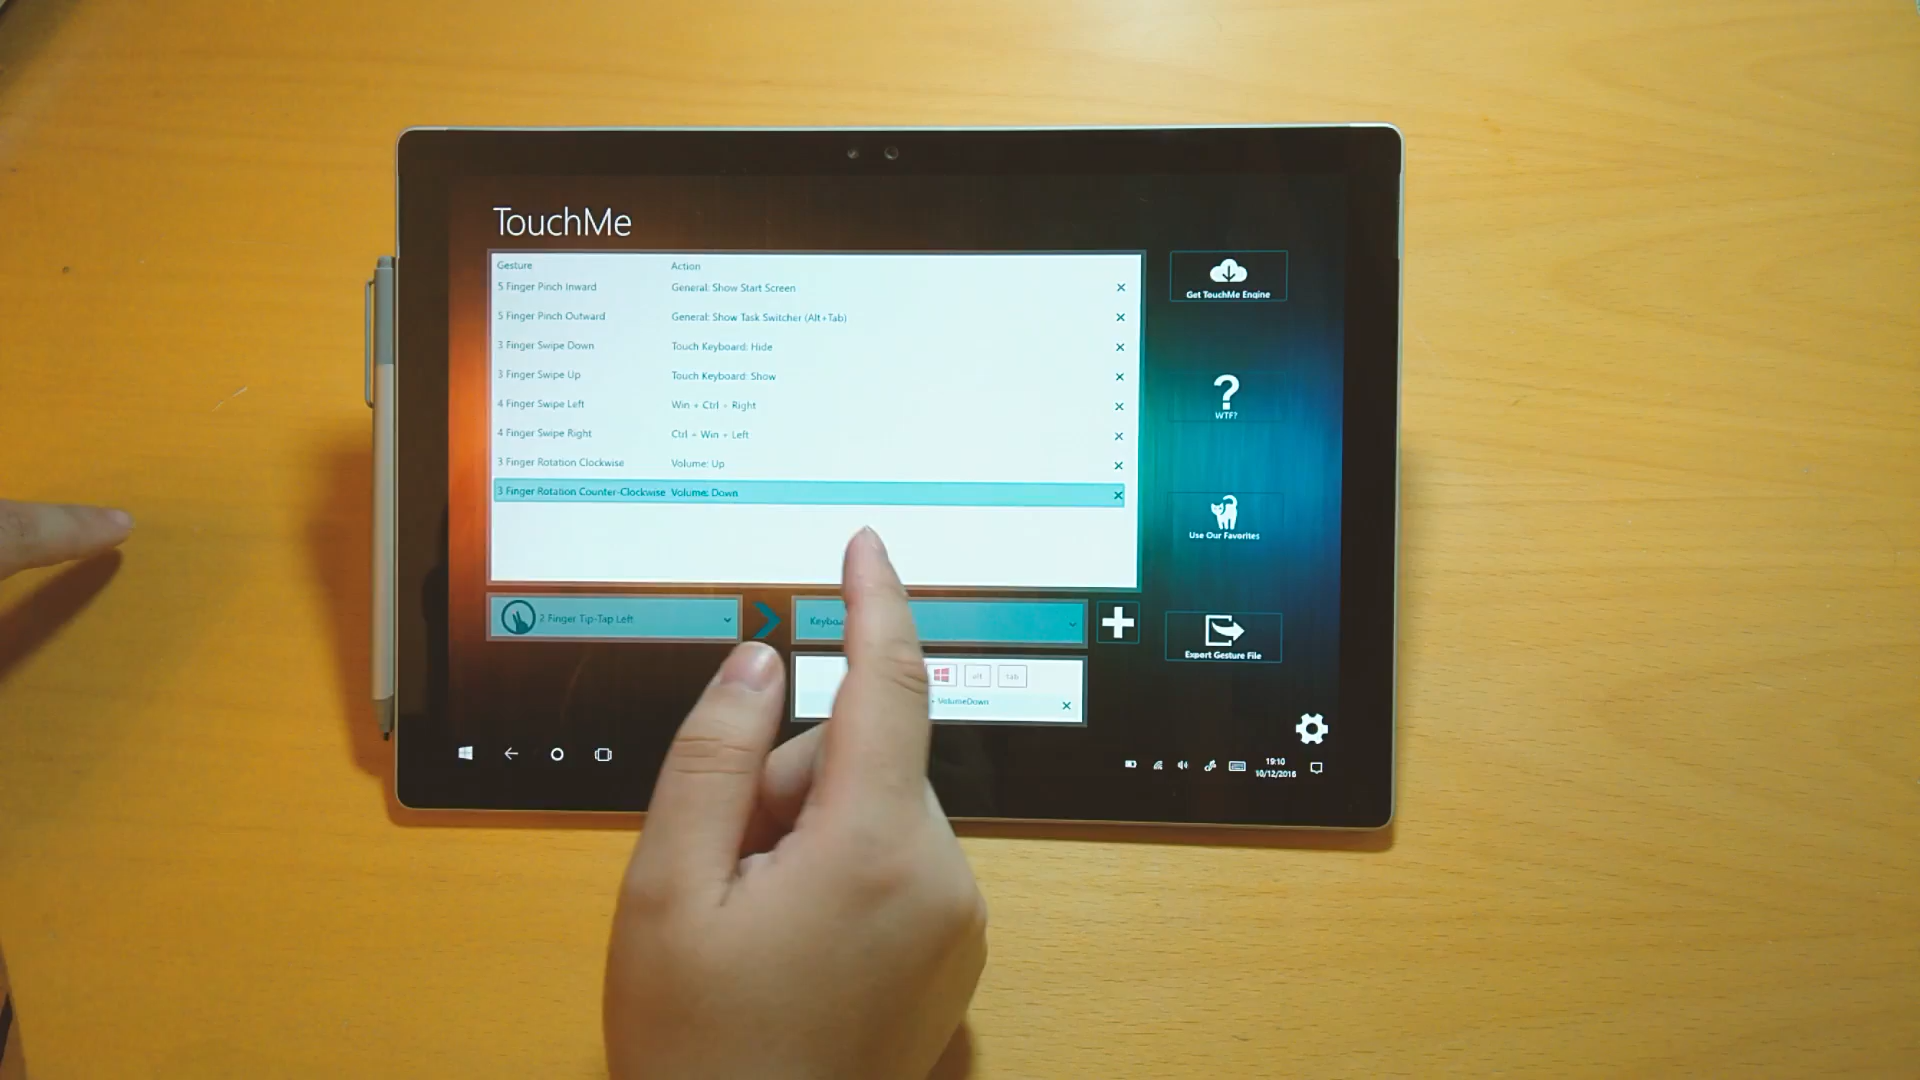 TouchMe
Gesture Action
5 Finger Pinch Inward General: Show Start Screen
5 Finger Pinch Outward General: Show Task Switcher (Alt+Tab)
3 Finger Swipe Down Touch Keyboard: Hide
3 Finger Swipe Up Touch Keyboard: Show
4 Finger Swipe Left Win + Ctrl + Right
4 Finger Swipe Right Ctrl + Win + Left
3 Finger Rotation Clockwise Volume: Up
3 Finger Rotation Counter-Clockwise Volume: Down
2 Finger Tip-Tap Left
alt tab
+ VolumeDown
Get TouchMe Engine
WTF?
Use Our Favorites
Export Gesture File
19:10
10/12/2016